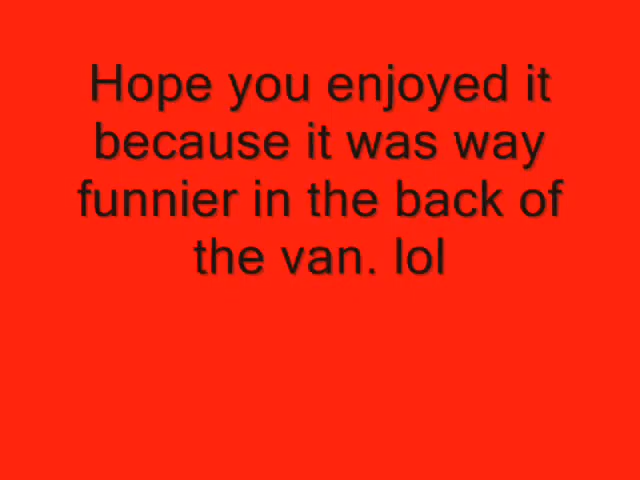 Hope you enjoyed it
because it was way
funnier in the back of
the van. lol